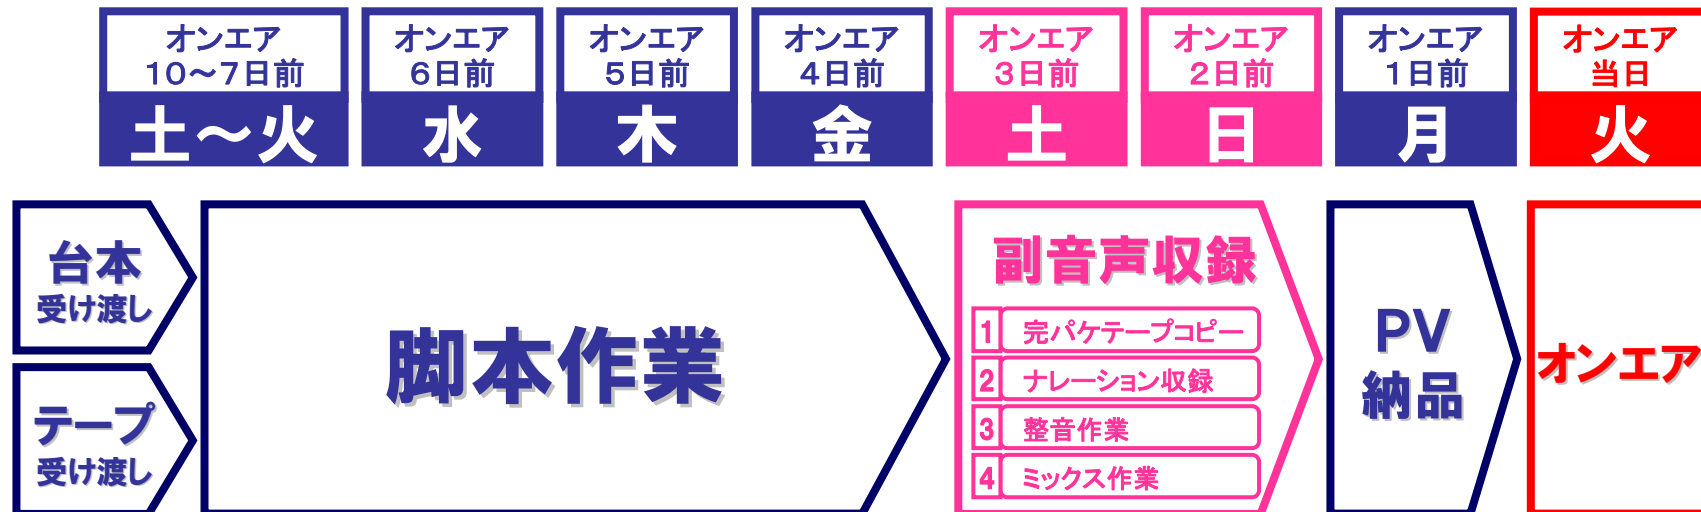 オンエア
10～7日前
土～火
オンエア
6日前
水
オンエア
5日前
木
オンエア
4日前
金
オンエア
3日前
土
オンエア
2日前
日
オンエア
1日前
月
オンエア
当日
火
台本
受け渡し
テープ
受け渡し
脚本作業
副音声収録
1 完パケテープコピー
2 ナレーション収録
3 整音作業
4 ミックス作業
PV
納品
オンエア